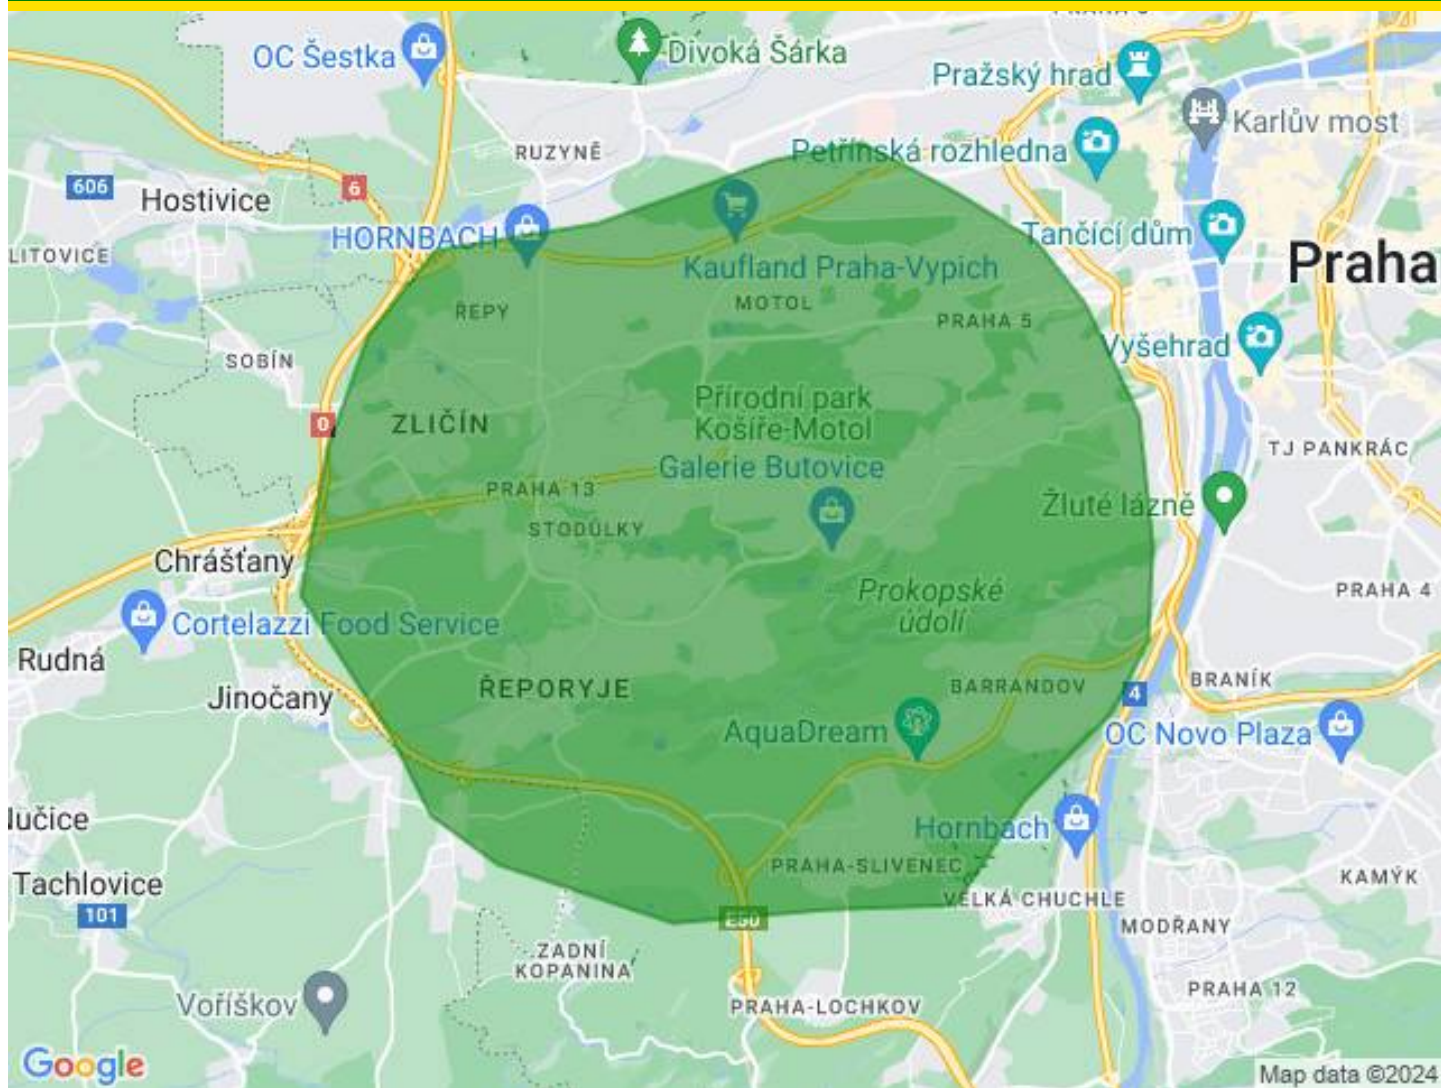 OC Šestka
Divoká Šárka
Pražský hrad
Karlův most
RUZYNĚ
Petřínská rozhledna
606
6
Hostivice
HORNBACH
Tančící dům
Praha
LITOVICE
Kaufland Praha-Vypich
ŘEPY
MOTOL
PRAHA 5
Vyšehrad
SOBÍN
Přírodní park
Košíře-Motol
0
ZLIČÍN
TJ PANKRÁC
Galerie Butovice
PRAHA 13
Žluté lázně
STODŮLKY
Chrášťany
Prokopské
údolí
PRAHA 4
Cortelazzi Food Service
Rudná
ŘEPORYJE
BARRANDOV
4
BRANÍK
Jinočany
AquaDream
OC Novo Plaza
Hornbach
PRAHA-SLIVENEC
KAMÝK
Tachlovice
101
E50
VELKÁ CHUCHLE
MODŘANY
ZADNÍ
KOPANINA
Voříškov
PRAHA-LOCHKOV
PRAHA 12
Google
Map data ©2024